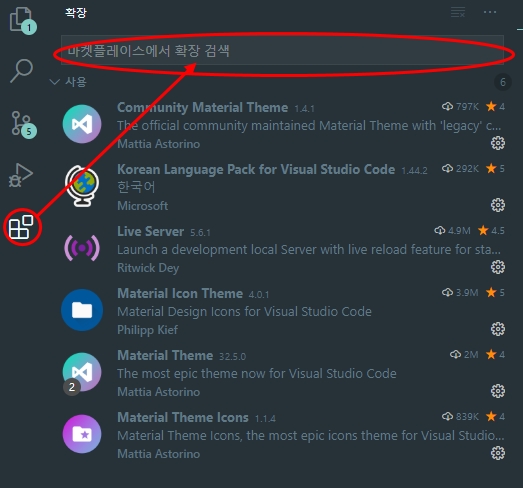 확장
1
마켓플레이스에서 확장 검색
사용
6
Community Material Theme 1.4.1 797K 4
The official community maintained Material Theme with 'legacy' c...
Mattia Astorino
5
Korean Language Pack for Visual Studio Code 1.44.2 292K 5
한국어
Microsoft
Live Server 5.6.1 4.9M 4.5
Launch a development local Server with live reload feature for sta...
Ritwick Dey
Material Icon Theme 4.0.1 3.9M 5
Material Design Icons for Visual Studio Code
Philipp Kief
Material Theme 32.5.0 2M 4
The most epic theme now for Visual Studio Code
2
Mattia Astorino
Material Theme Icons 1.1.4 839K 4
Material Theme Icons, the most epic icons theme for Visual Studio...
Mattia Astorino